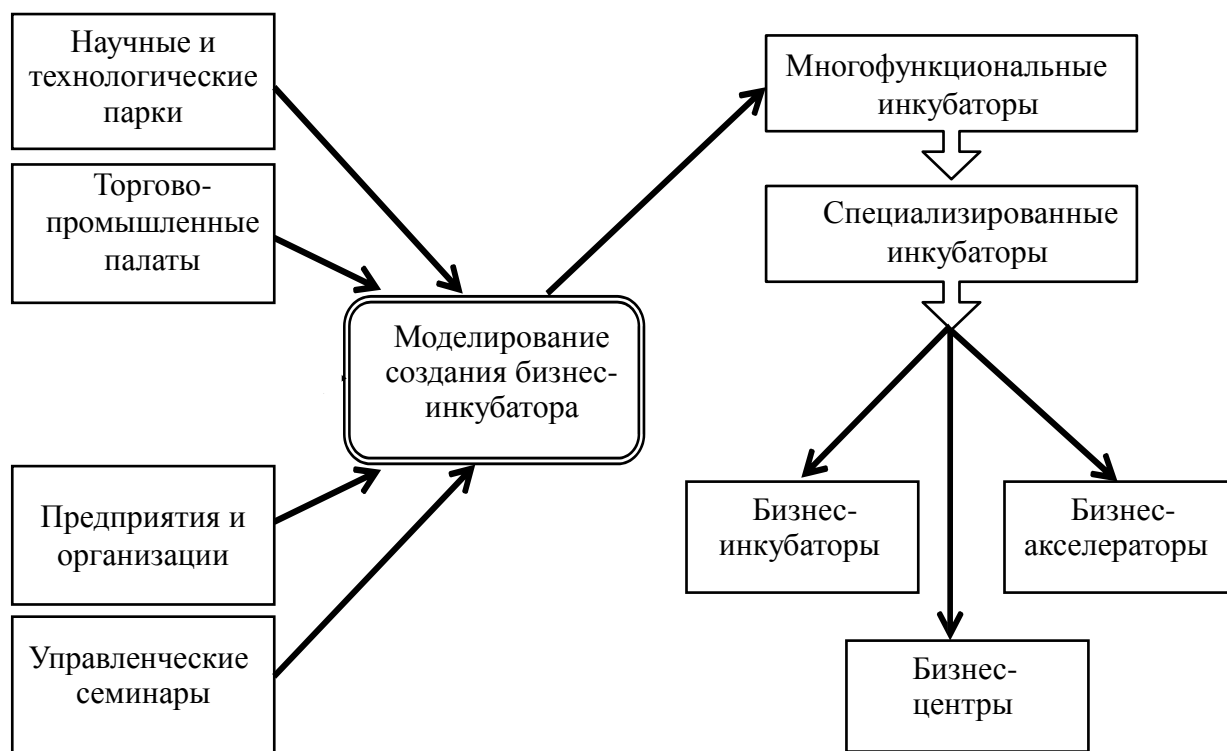 Научные и
технологические
парки
Торгово-
промышленные
палаты
Моделирование
создания бизнес-
инкубатора
Предприятия и
организации
Управленческие
семинары
Многофункциональные
инкубаторы
Специализированные
инкубаторы
Бизнес-
инкубаторы
Бизнес-
акселераторы
Бизнес-
центры